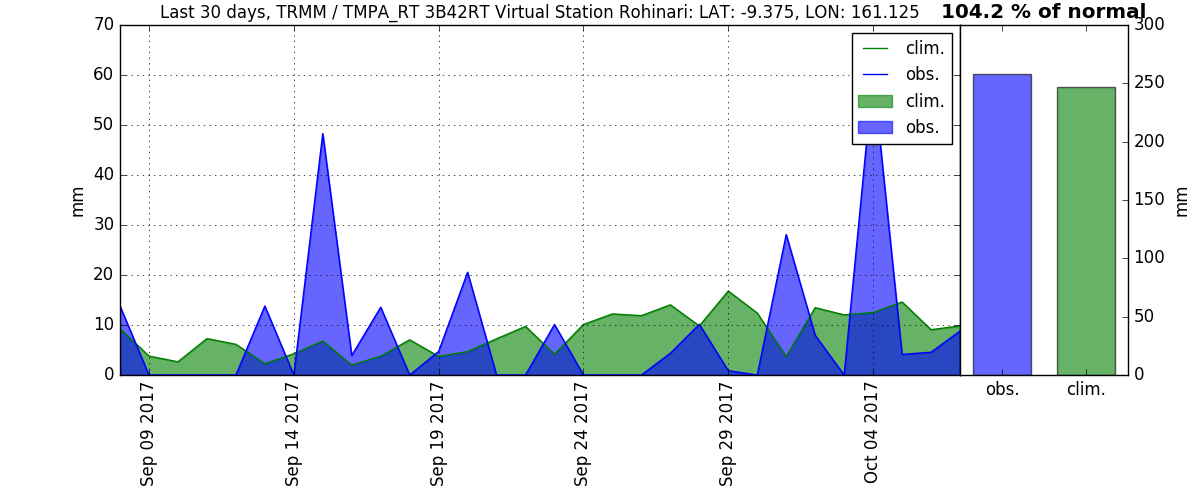 Last 30 days, TRMM / TMPA_RT 3B42RT Virtual Station Rohinari: LAT: -9.375, LON: 161.125
104.2 % of normal
70
60
50
40
30
20
10
0
mm
clim.
obs.
clim.
obs.
Sep 09 2017
Sep 14 2017
Sep 19 2017
Sep 24 2017
Sep 29 2017
Oct 04 2017
300
250
200
150
100
50
0
mm
obs.
clim.